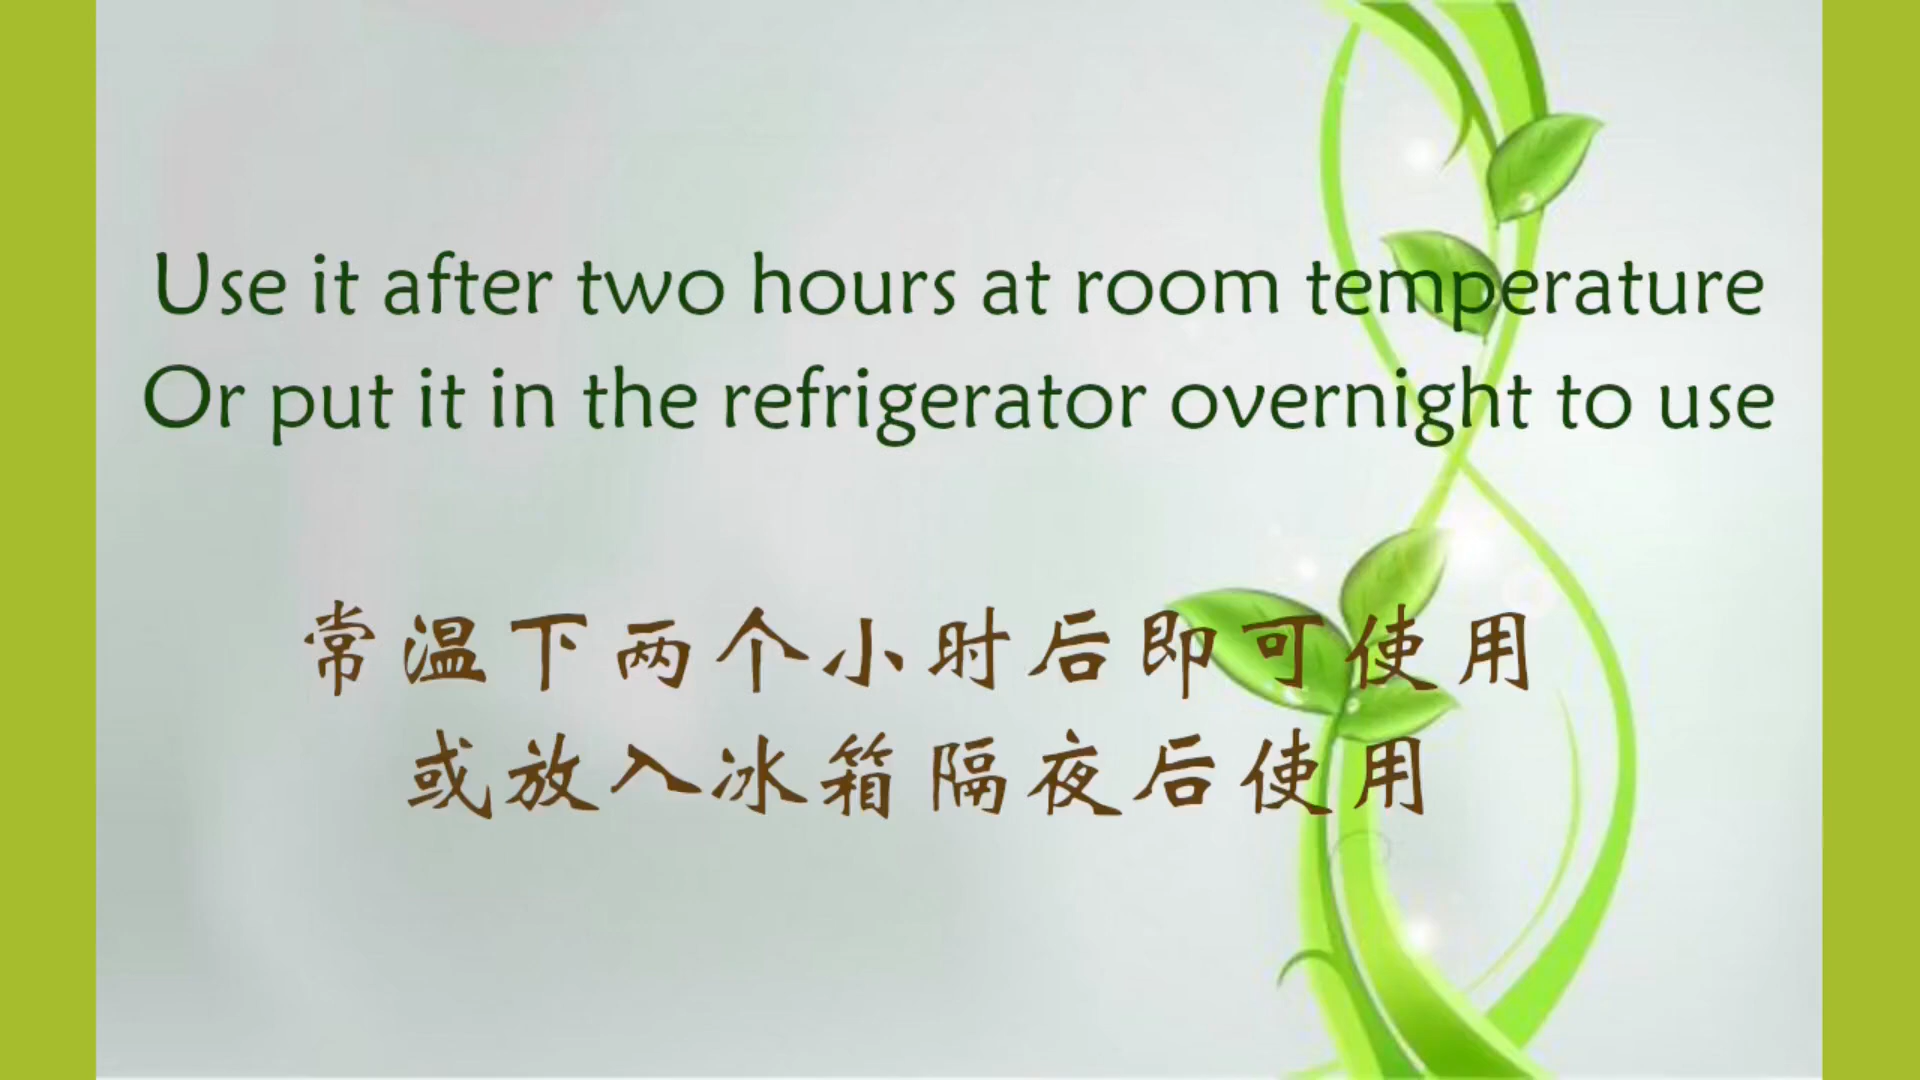 Use it after two hours at room temperature
Or put it in the refrigerator overnight to use
常温下两个小时后即可使用
或放入冰箱隔夜后使用